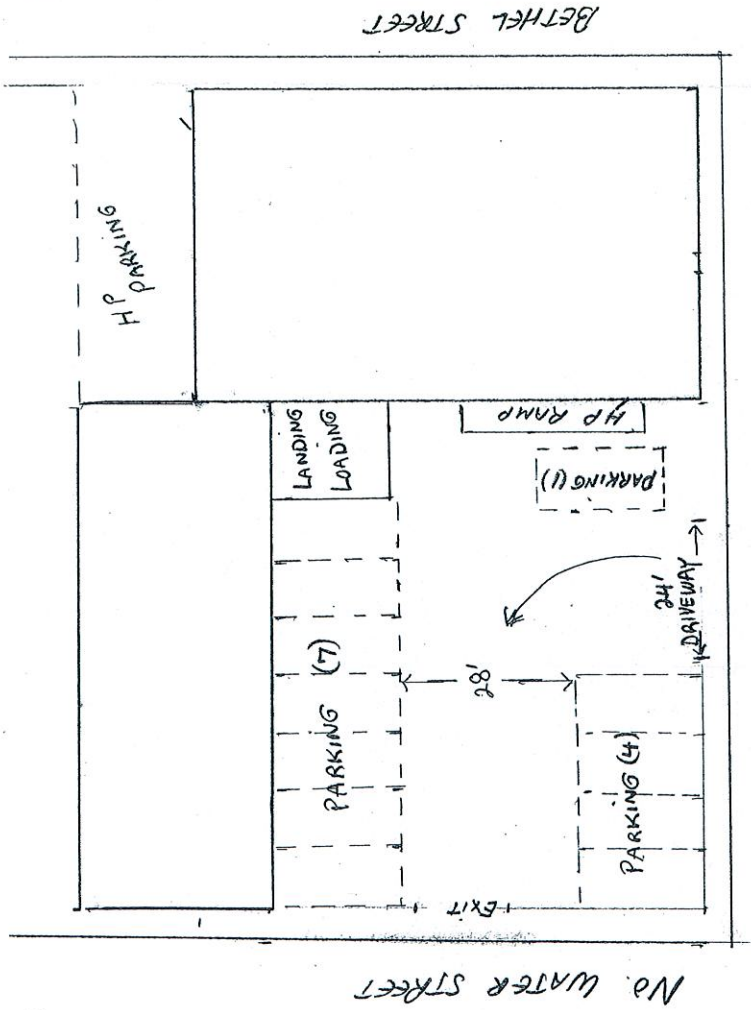 BETHEL STREET
HP
PARKING
LANDING
LOADING
HP RAMP
PARKING (1)
24'
DRIVEWAY
28'
PARKING (7)
PARKING (4)
EXIT
NO. WATER STREET